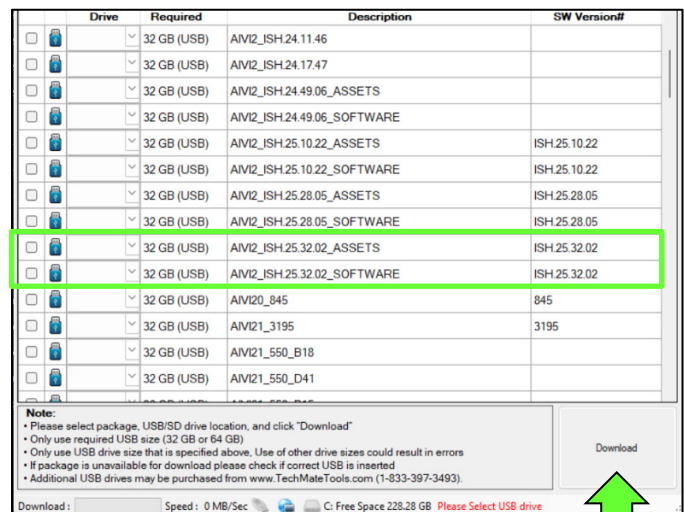 Drive Required Description SW Version#
32 GB (USB) AIVI2_ISH.24.11.46
32 GB (USB) AIVI2_ISH.24.17.47
32 GB (USB) AIVI2_ISH.24.49.06_ASSETS
32 GB (USB) AIVI2_ISH.24.49.06_SOFTWARE
32 GB (USB) AIVI2_ISH.25.10.22_ASSETS ISH.25.10.22
32 GB (USB) AIVI2_ISH.25.10.22_SOFTWARE ISH.25.10.22
32 GB (USB) AIVI2_ISH.25.28.05_ASSETS ISH.25.28.05
32 GB (USB) AIVI2_ISH.25.28.05_SOFTWARE ISH.25.28.05
32 GB (USB) AIVI2_ISH.25.32.02_ASSETS ISH.25.32.02
32 GB (USB) AIVI2_ISH.25.32.02_SOFTWARE ISH.25.32.02
32 GB (USB) AIVI20_845 845
32 GB (USB) AIVI21_3195 3195
32 GB (USB) AIVI21_550_B18
32 GB (USB) AIVI21_550_D41
Note:
• Please select package, USB/SD drive location, and click "Download"
• Only use required USB size (32 GB or 64 GB)
• Only use USB drive size that is specified above, Use of other drive sizes could result in errors
• If package is unavailable for download please check if correct USB is inserted
• Additional USB drives may be purchased from www.TechMateTools.com (1-833-397-3493).
Download
Download : Speed : 0 MB/Sec C: Free Space 228.28 GB Please Select USB drive